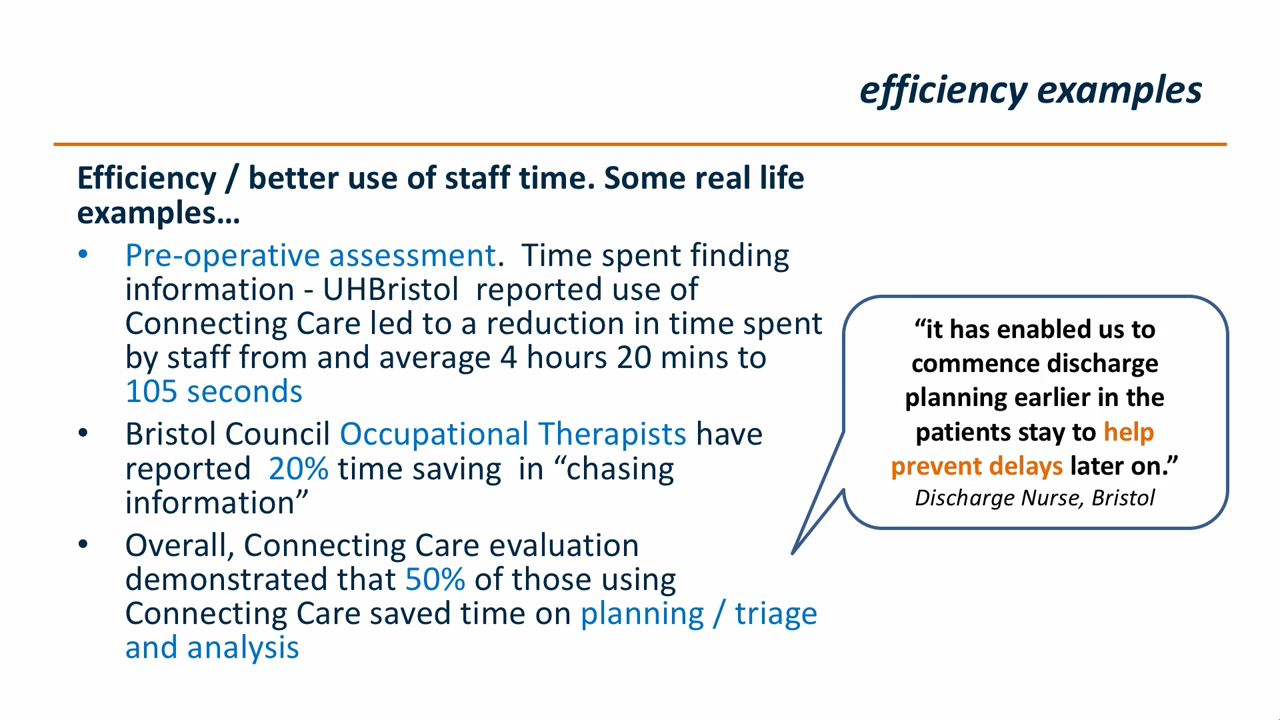 efficiency examples
Efficiency / better use of staff time. Some real life
examples…
• Pre-operative assessment.  Time spent finding
information - UHBristol  reported use of
Connecting Care led to a reduction in time spent
by staff from and average 4 hours 20 mins to
105 seconds
• Bristol Council Occupational Therapists have
reported  20% time saving  in “chasing
information”
• Overall, Connecting Care evaluation
demonstrated that 50% of those using
Connecting Care saved time on planning / triage
and analysis
“it has enabled us to
commence discharge
planning earlier in the
patients stay to help
prevent delays later on.”
Discharge Nurse, Bristol